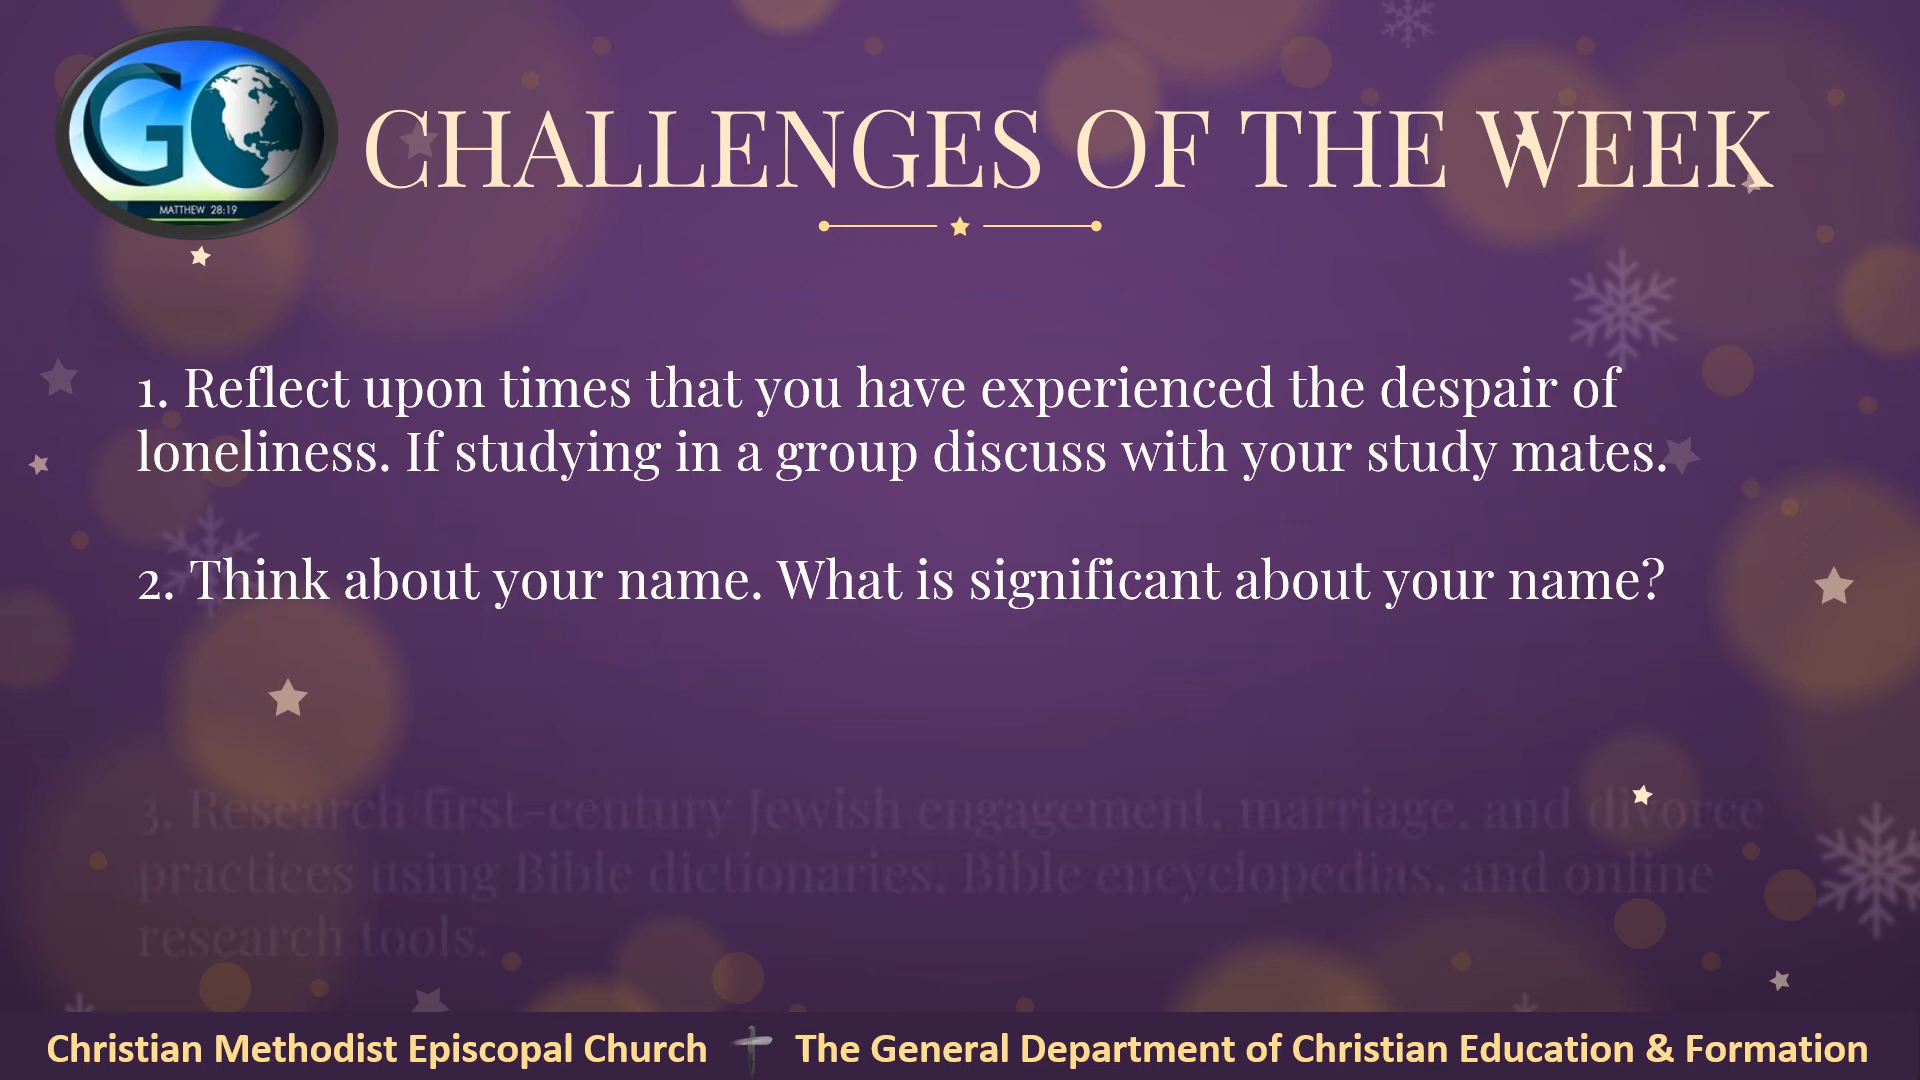 GO
MATTHEW 28:19
CHALLENGES OF THE WEEK
1. Reflect upon times that you have experienced the despair of
loneliness. If studying in a group discuss with your study mates.
2. Think about your name. What is significant about your name?
3. Research first-century Jewish engagement, marriage, and divorce
practices using Bible dictionaries, Bible encyclopedias, and online
research tools.
Christian Methodist Episcopal Church The General Department of Christian Education & Formation